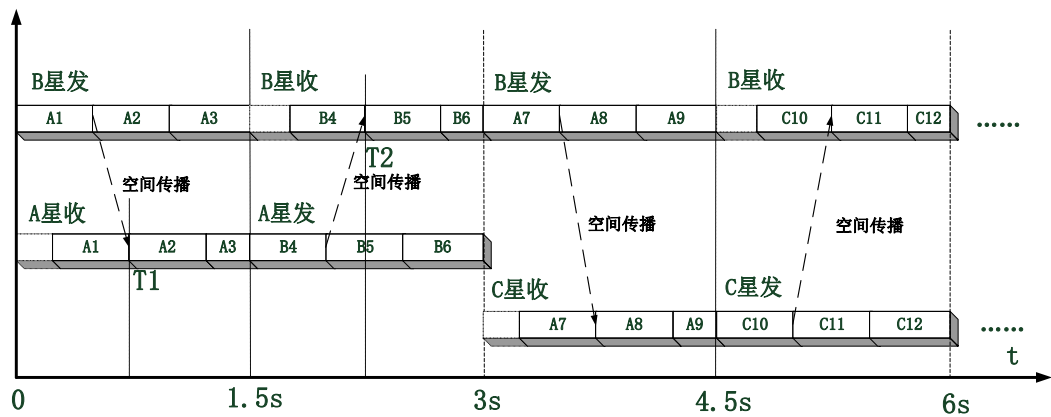 B星发 B星收 B星发 B星收
A1 A2 A3 B4 B5 B6 A7 A8 A9 C10 C11 C12 ……
T2
空间传播 空间传播
A星收 A星发
空间传播 空间传播
A1 A2 A3 B4 B5 B6
T1
C星收 C星发
A7 A8 A9 C10 C11 C12 ……
t
0 1.5s 3s 4.5s 6s